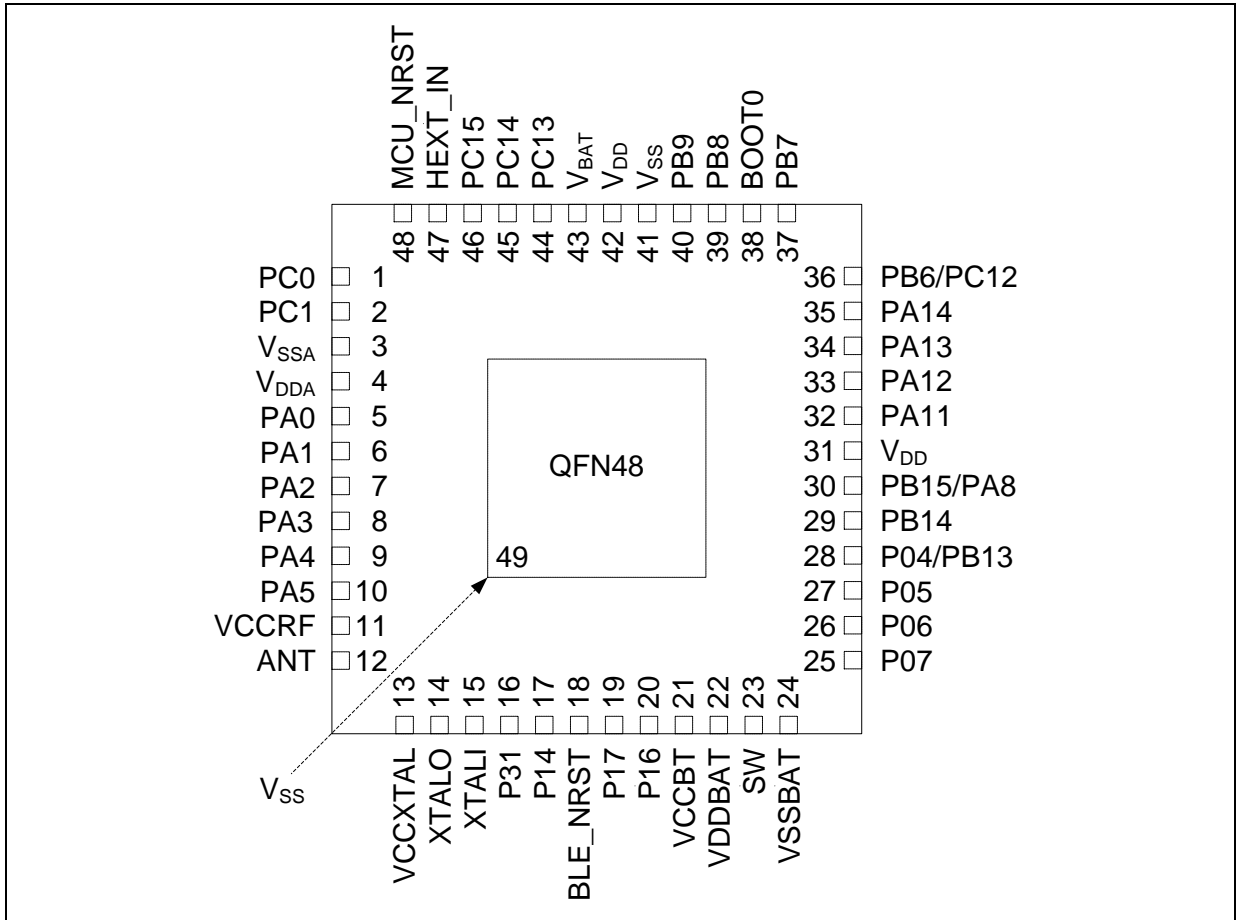 MCU_NRST
HEXT_IN
PC15
PC14
PC13
VBAT
VDD
VSS
PB9
PB8
BOOT0
PB7
48
47
46
45
44
43
42
41
40
39
38
37
PC0 1
PC1 2
VSSA 3
VDDA 4
PA0 5
PA1 6
PA2 7
PA3 8
PA4 9
PA5 10
VCCRF 11
ANT 12
QFN48
49
36 PB6/PC12
35 PA14
34 PA13
33 PA12
32 PA11
31 VDD
30 PB15/PA8
29 PB14
28 P04/PB13
27 P05
26 P06
25 P07
13
14
15
16
17
18
19
20
21
22
23
24
VCCXTAL
XTALO
XTALI
P31
P14
BLE_NRST
P17
P16
VCCBT
VDDBAT
SW
VSSBAT
VSS